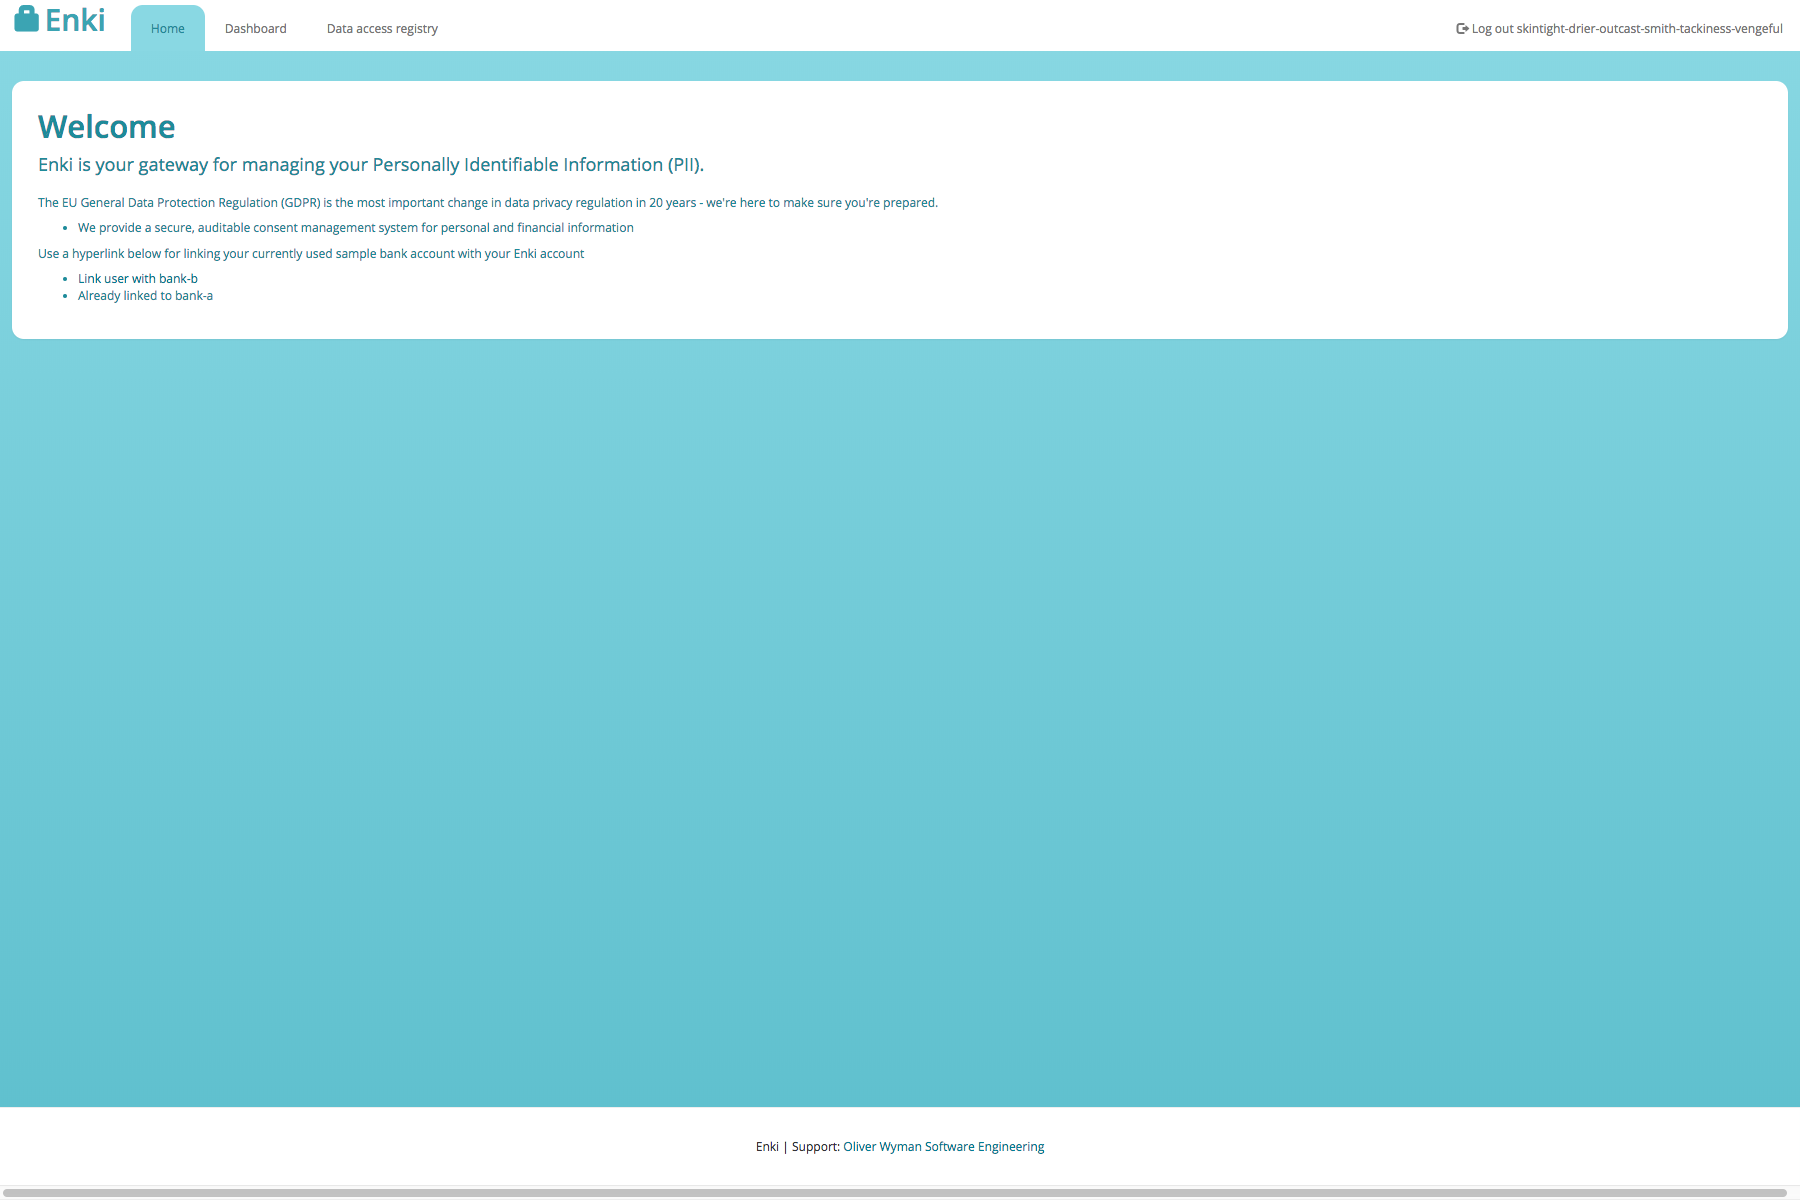 Enki
Home
Dashboard
Data access registry
Log out skintight-drier-outcast-smith-tackiness-vengeful
Welcome
Enki is your gateway for managing your Personally Identifiable Information (PII).
The EU General Data Protection Regulation (GDPR) is the most important change in data privacy regulation in 20 years - we're here to make sure you're prepared.
We provide a secure, auditable consent management system for personal and financial information
Use a hyperlink below for linking your currently used sample bank account with your Enki account
Link user with bank-b
Already linked to bank-a
Enki | Support: Oliver Wyman Software Engineering